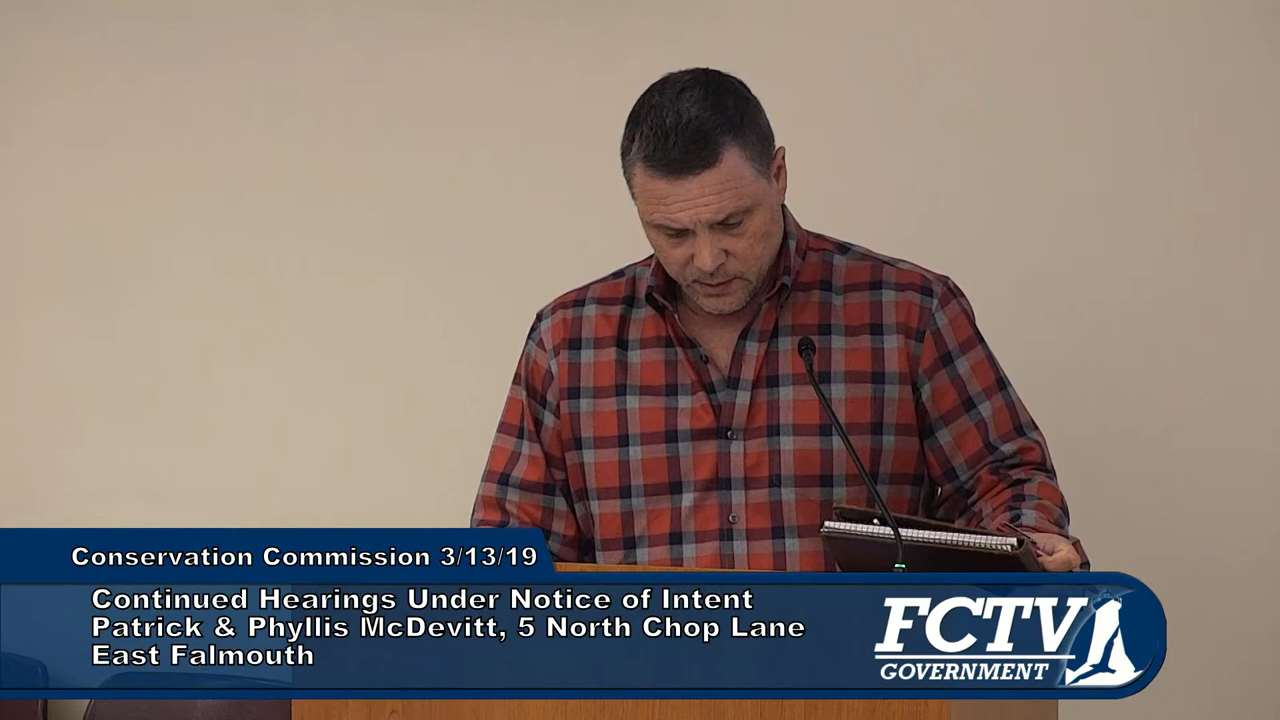 Conservation Commission 3/13/19
Continued Hearings Under Notice of Intent
Patrick & Phyllis McDevitt, 5 North Chop Lane
East Falmouth
FCTV
GOVERNMENT